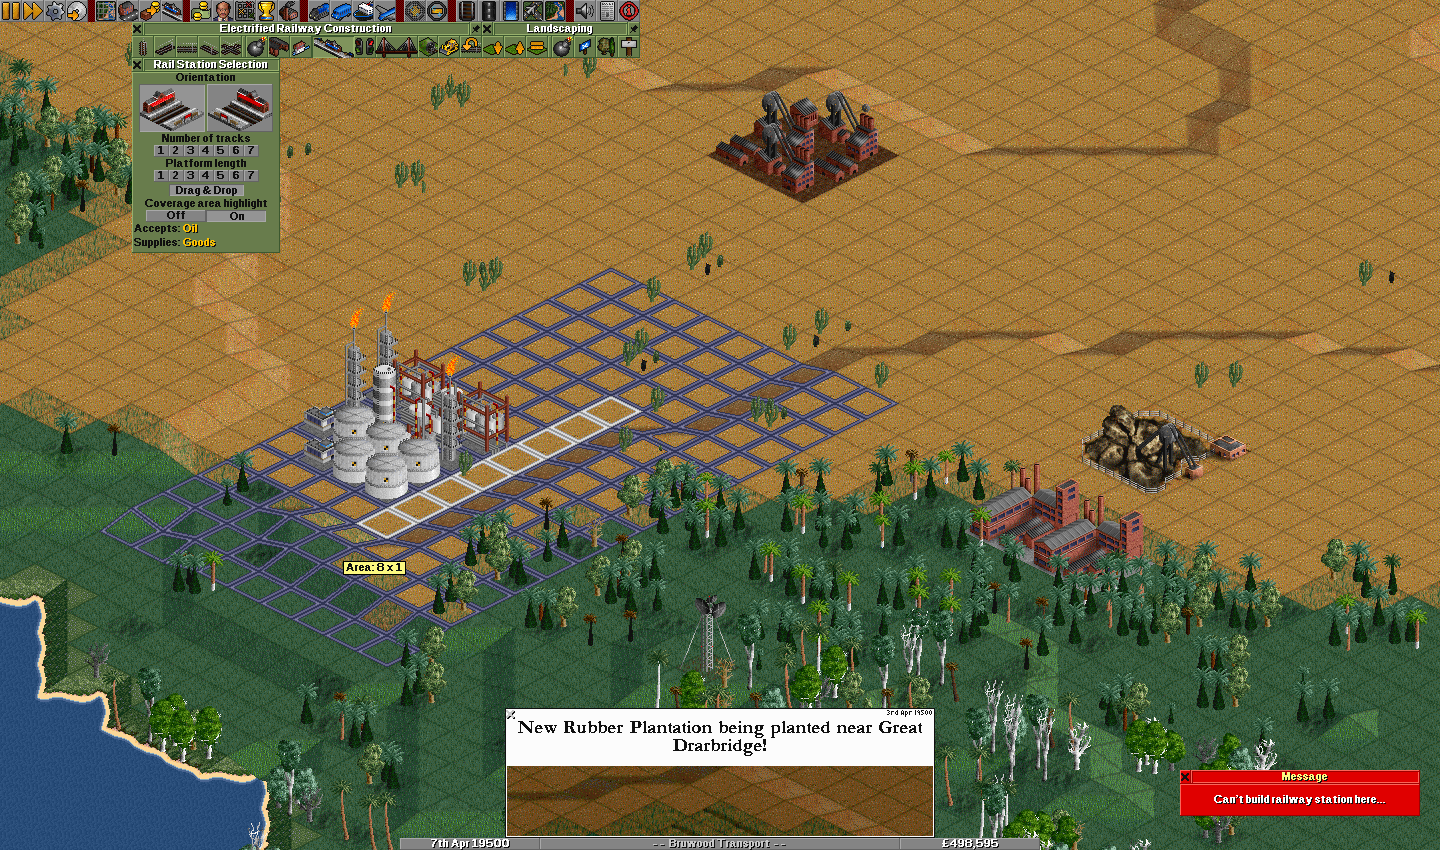 Electrified Railway Construction
Landscaping
Rail Station Selection
Orientation
Number of tracks
1 2 3 4 5 6 7
Platform length
1 2 3 4 5 6 7
Drag & Drop
Coverage area highlight
Off On
Accepts: Oil
Supplies: Goods
Area: 8 x 1
3rd Apr 19500
New Rubber Plantation being planted near Great
Drarbridge!
Message
Can't build railway station here...
7th Apr 19500
-- Bruwood Transport --
£498,595